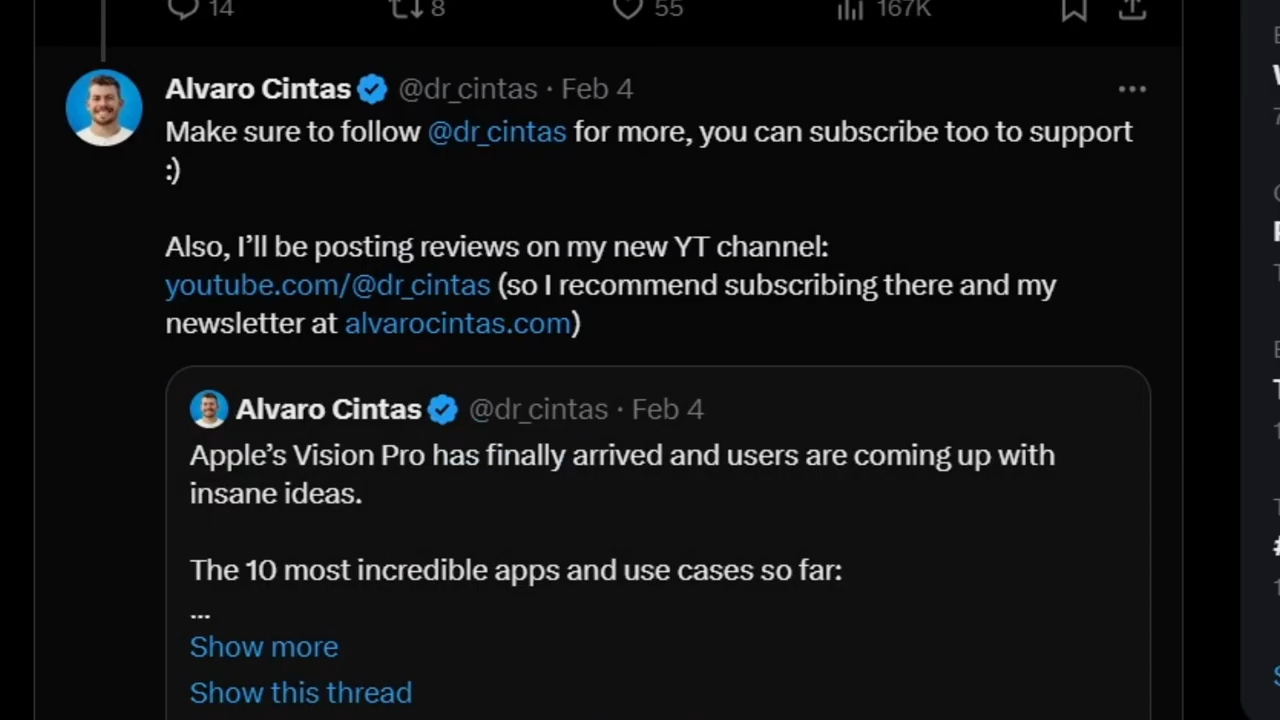 14 8 55 167K
Alvaro Cintas @dr_cintas · Feb 4
Make sure to follow @dr_cintas for more, you can subscribe too to support
:)
Also, I’ll be posting reviews on my new YT channel:
youtube.com/@dr_cintas (so I recommend subscribing there and my
newsletter at alvarocintas.com)
Alvaro Cintas @dr_cintas · Feb 4
Apple’s Vision Pro has finally arrived and users are coming up with
insane ideas.
The 10 most incredible apps and use cases so far:
...
Show more
Show this thread